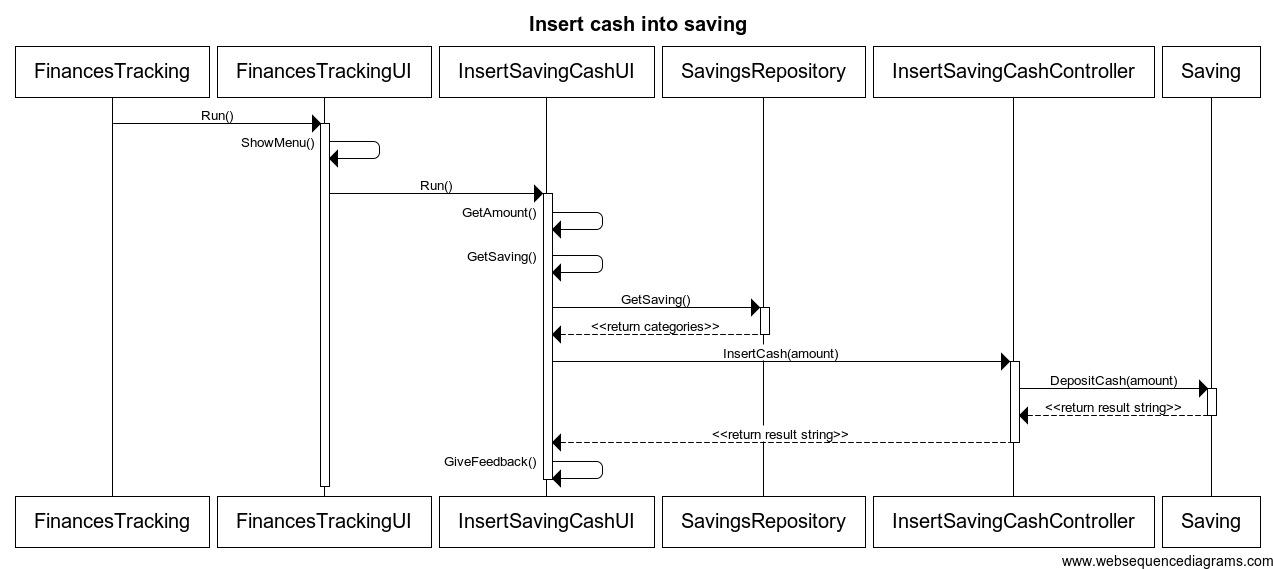 Insert cash into saving
FinancesTracking FinancesTrackingUI InsertSavingCashUI SavingsRepository InsertSavingCashController Saving
Run()
ShowMenu()
Run()
GetAmount()
GetSaving()
GetSaving()
<<return categories>>
InsertCash(amount)
DepositCash(amount)
<<return result string>>
<<return result string>>
GiveFeedback()
FinancesTracking FinancesTrackingUI InsertSavingCashUI SavingsRepository InsertSavingCashController Saving
www.websequencediagrams.com